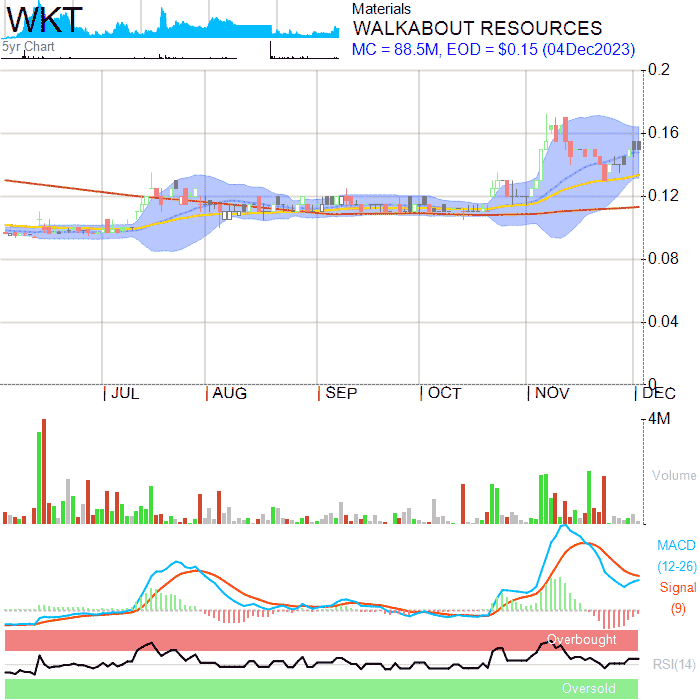 WKT
5yr Chart
Materials
WALKABOUT RESOURCES
MC = 88.5M, EOD = $0.15 (04Dec2023)
0.2
0.16
0.12
0.08
0.04
0
JUL AUG SEP OCT NOV DEC
4M
Volume
MACD
(12-26)
Signal
(9)
Overbought
RSI(14)
Oversold